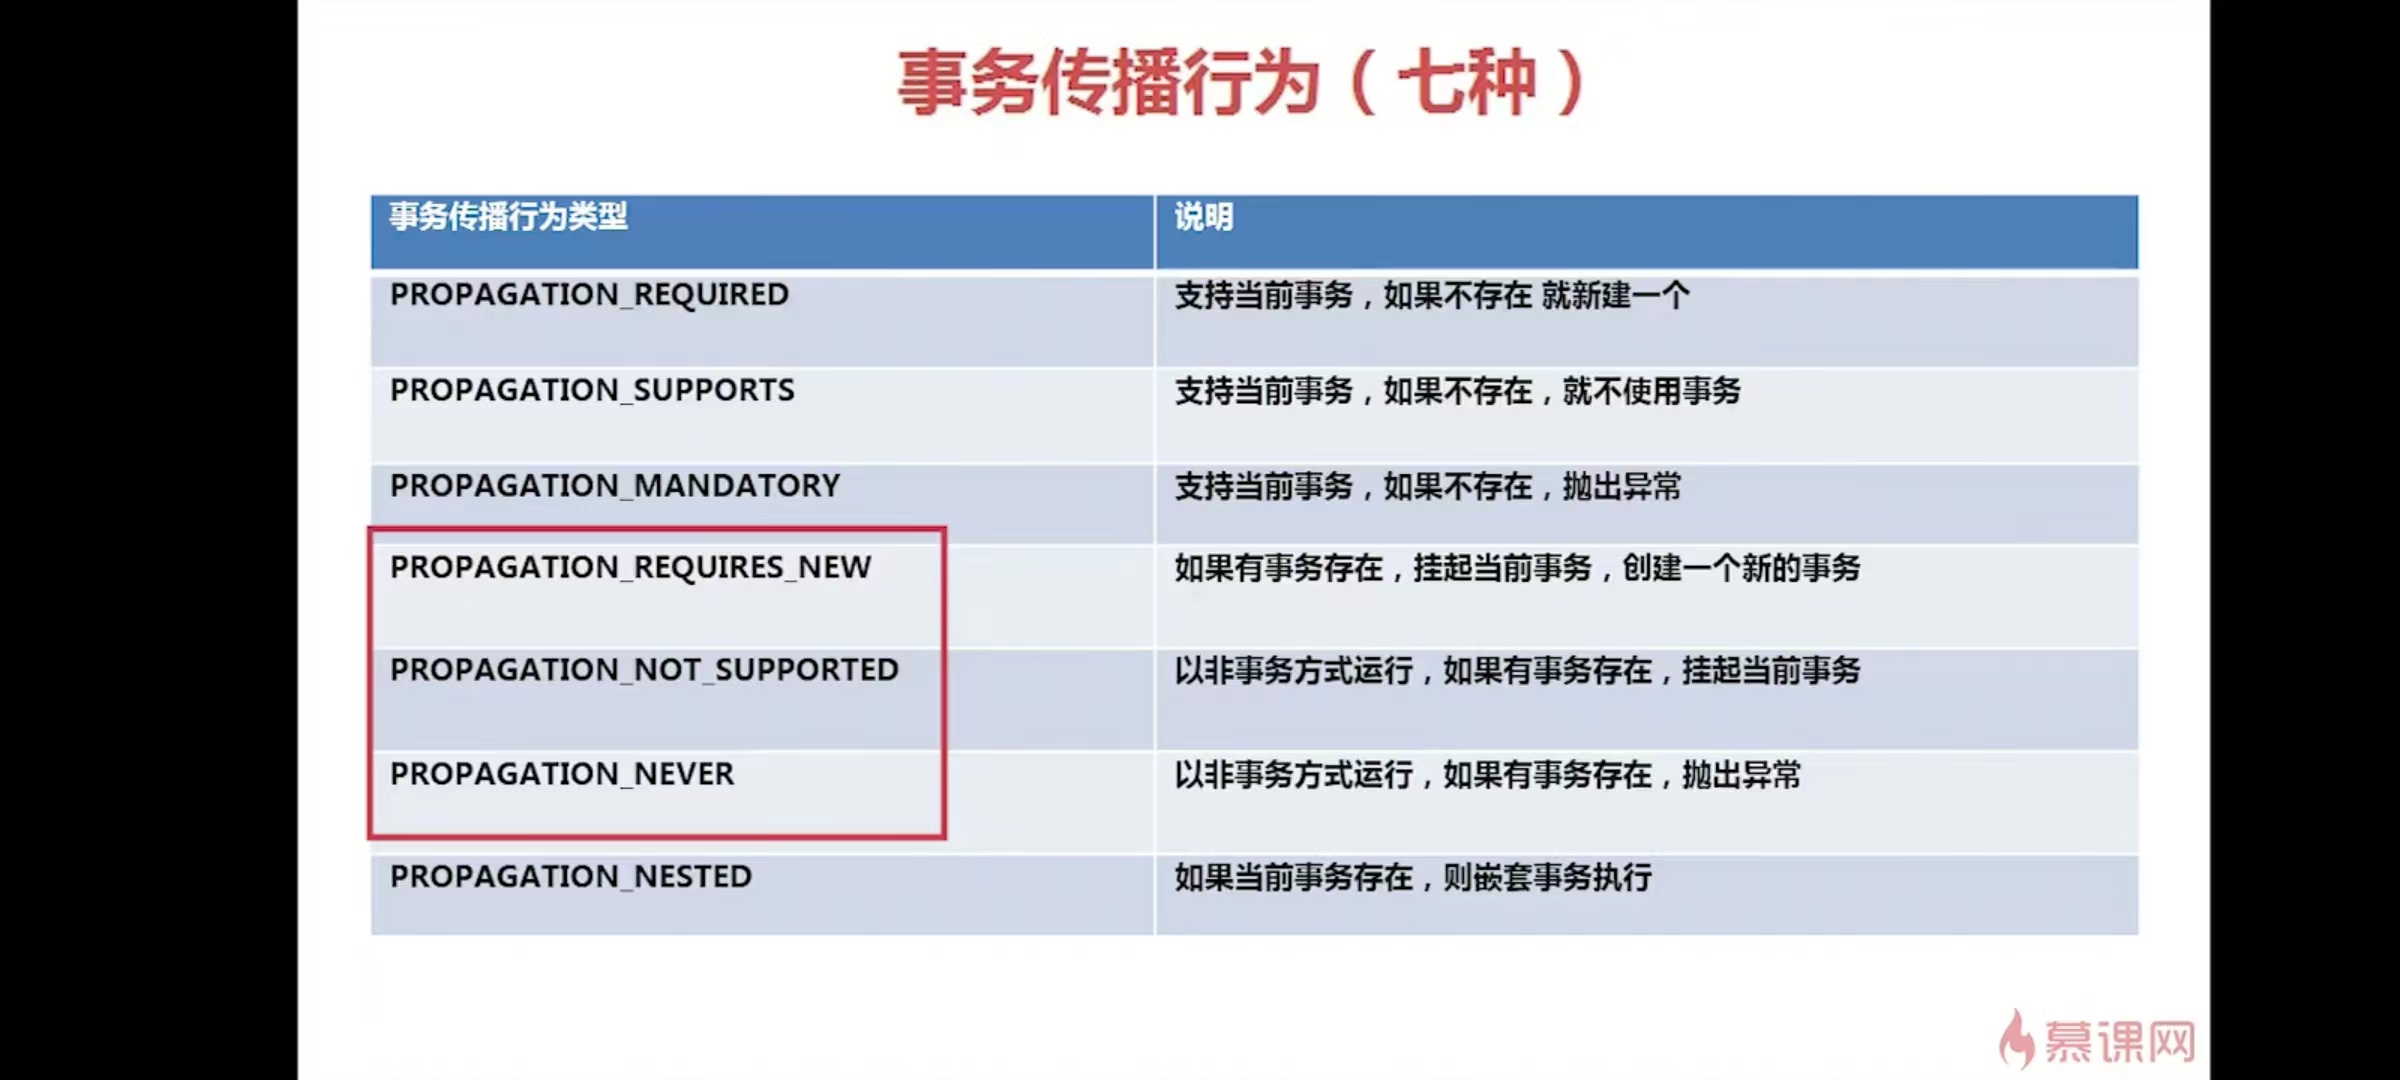 事务传播行为（七种）
事务传播行为类型 说明
PROPAGATION_REQUIRED 支持当前事务，如果不存在 就新建一个
PROPAGATION_SUPPORTS 支持当前事务，如果不存在，就不使用事务
PROPAGATION_MANDATORY 支持当前事务，如果不存在，抛出异常
PROPAGATION_REQUIRES_NEW 如果有事务存在，挂起当前事务，创建一个新的事务
PROPAGATION_NOT_SUPPORTED 以非事务方式运行，如果有事务存在，挂起当前事务
PROPAGATION_NEVER 以非事务方式运行，如果有事务存在，抛出异常
PROPAGATION_NESTED 如果当前事务存在，则嵌套事务执行
慕课网